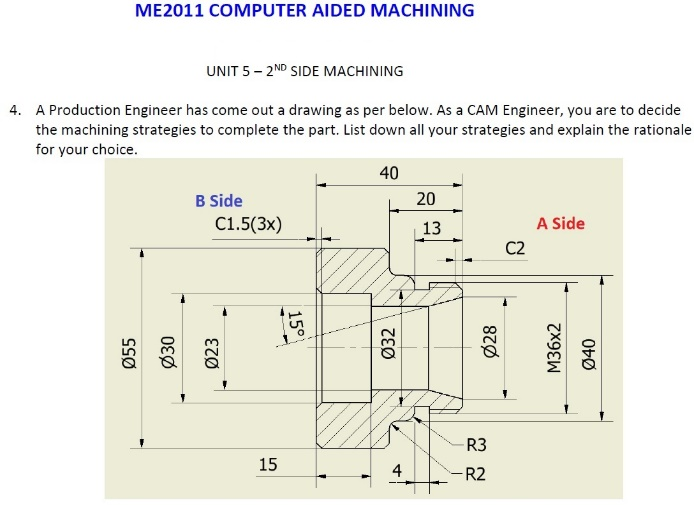 ME2011 COMPUTER AIDED MACHINING
UNIT 5 – 2ND SIDE MACHINING
4. A Production Engineer has come out a drawing as per below. As a CAM Engineer, you are to decide
the machining strategies to complete the part. List down all your strategies and explain the rationale
for your choice.
40
B Side
20
C1.5(3x)
13
A Side
C2
Ø55
Ø30
Ø23
15°
Ø32
Ø28
M36x2
Ø40
R3
15
4
R2